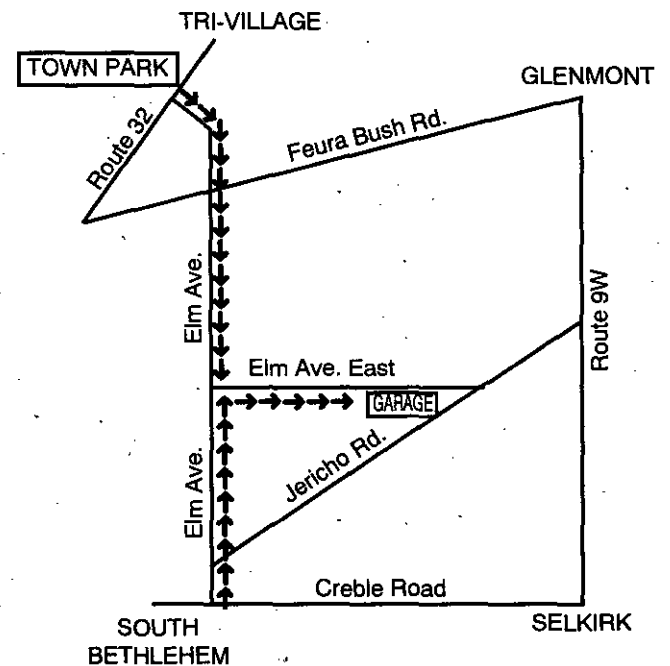 TRI-VILLAGE
TOWN PARK
GLENMONT
Route 32
Feura Bush Rd.
Elm Ave.
Route 9W
Elm Ave. East
GARAGE
Jericho Rd.
Elm Ave.
Creble Road
SOUTH
BETHLEHEM
SELKIRK